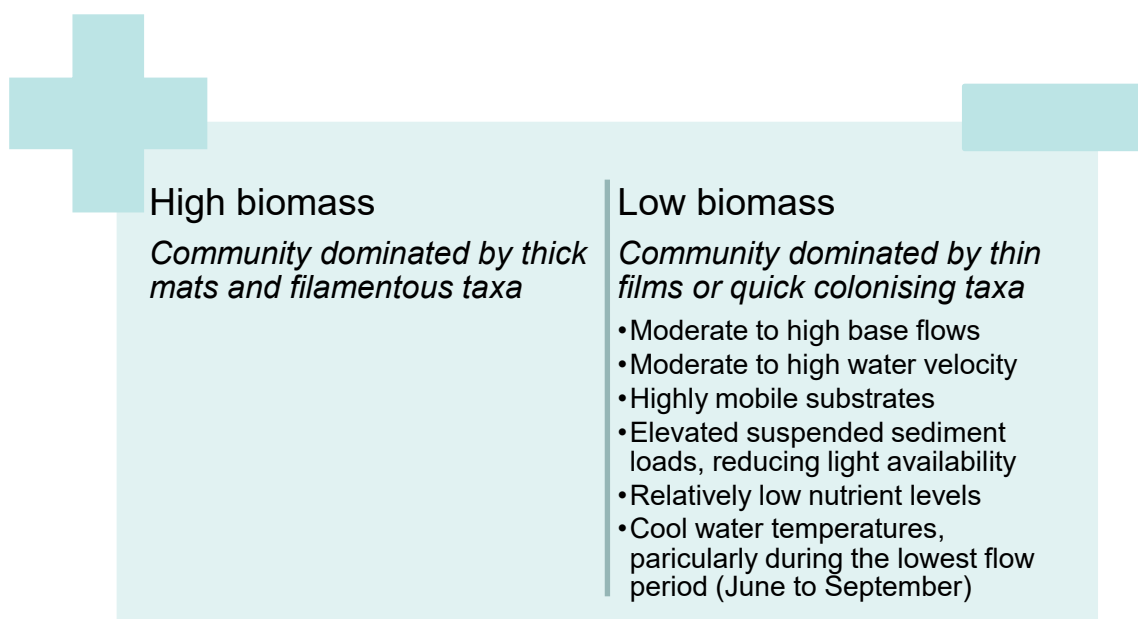 High biomass
Community dominated by thick
mats and filamentous taxa
Low biomass
Community dominated by thin
films or quick colonising taxa
•Moderate to high base flows
•Moderate to high water velocity
•Highly mobile substrates
•Elevated suspended sediment
loads, reducing light availability
•Relatively low nutrient levels
•Cool water temperatures,
paricularly during the lowest flow
period (June to September)